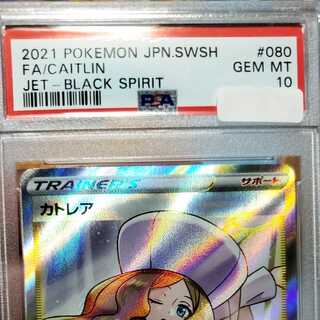 2021 POKEMON JPN.SWSH #080
FA/CAITLIN GEM MT
JET-BLACK SPIRIT 10
PSA
TRAINER'S サポート
カトレア